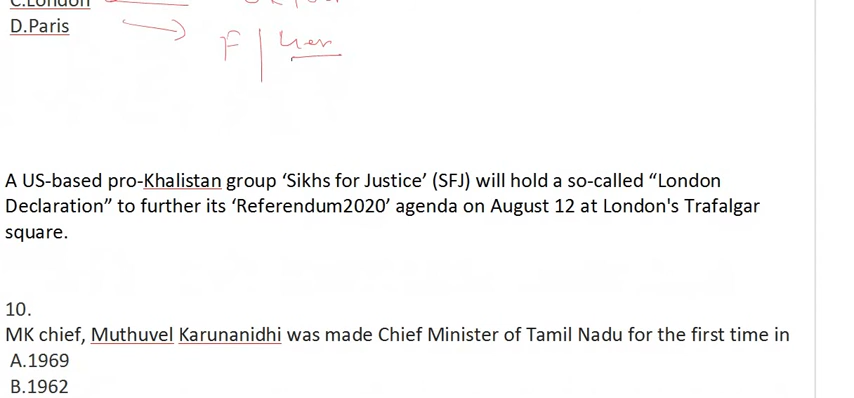 C.London
D.Paris
F
A US-based pro-Khalistan group ‘Sikhs for Justice’ (SFJ) will hold a so-called “London
Declaration” to further its ‘Referendum2020’ agenda on August 12 at London's Trafalgar
square.
10.
MK chief, Muthuvel Karunanidhi was made Chief Minister of Tamil Nadu for the first time in
A.1969
B.1962